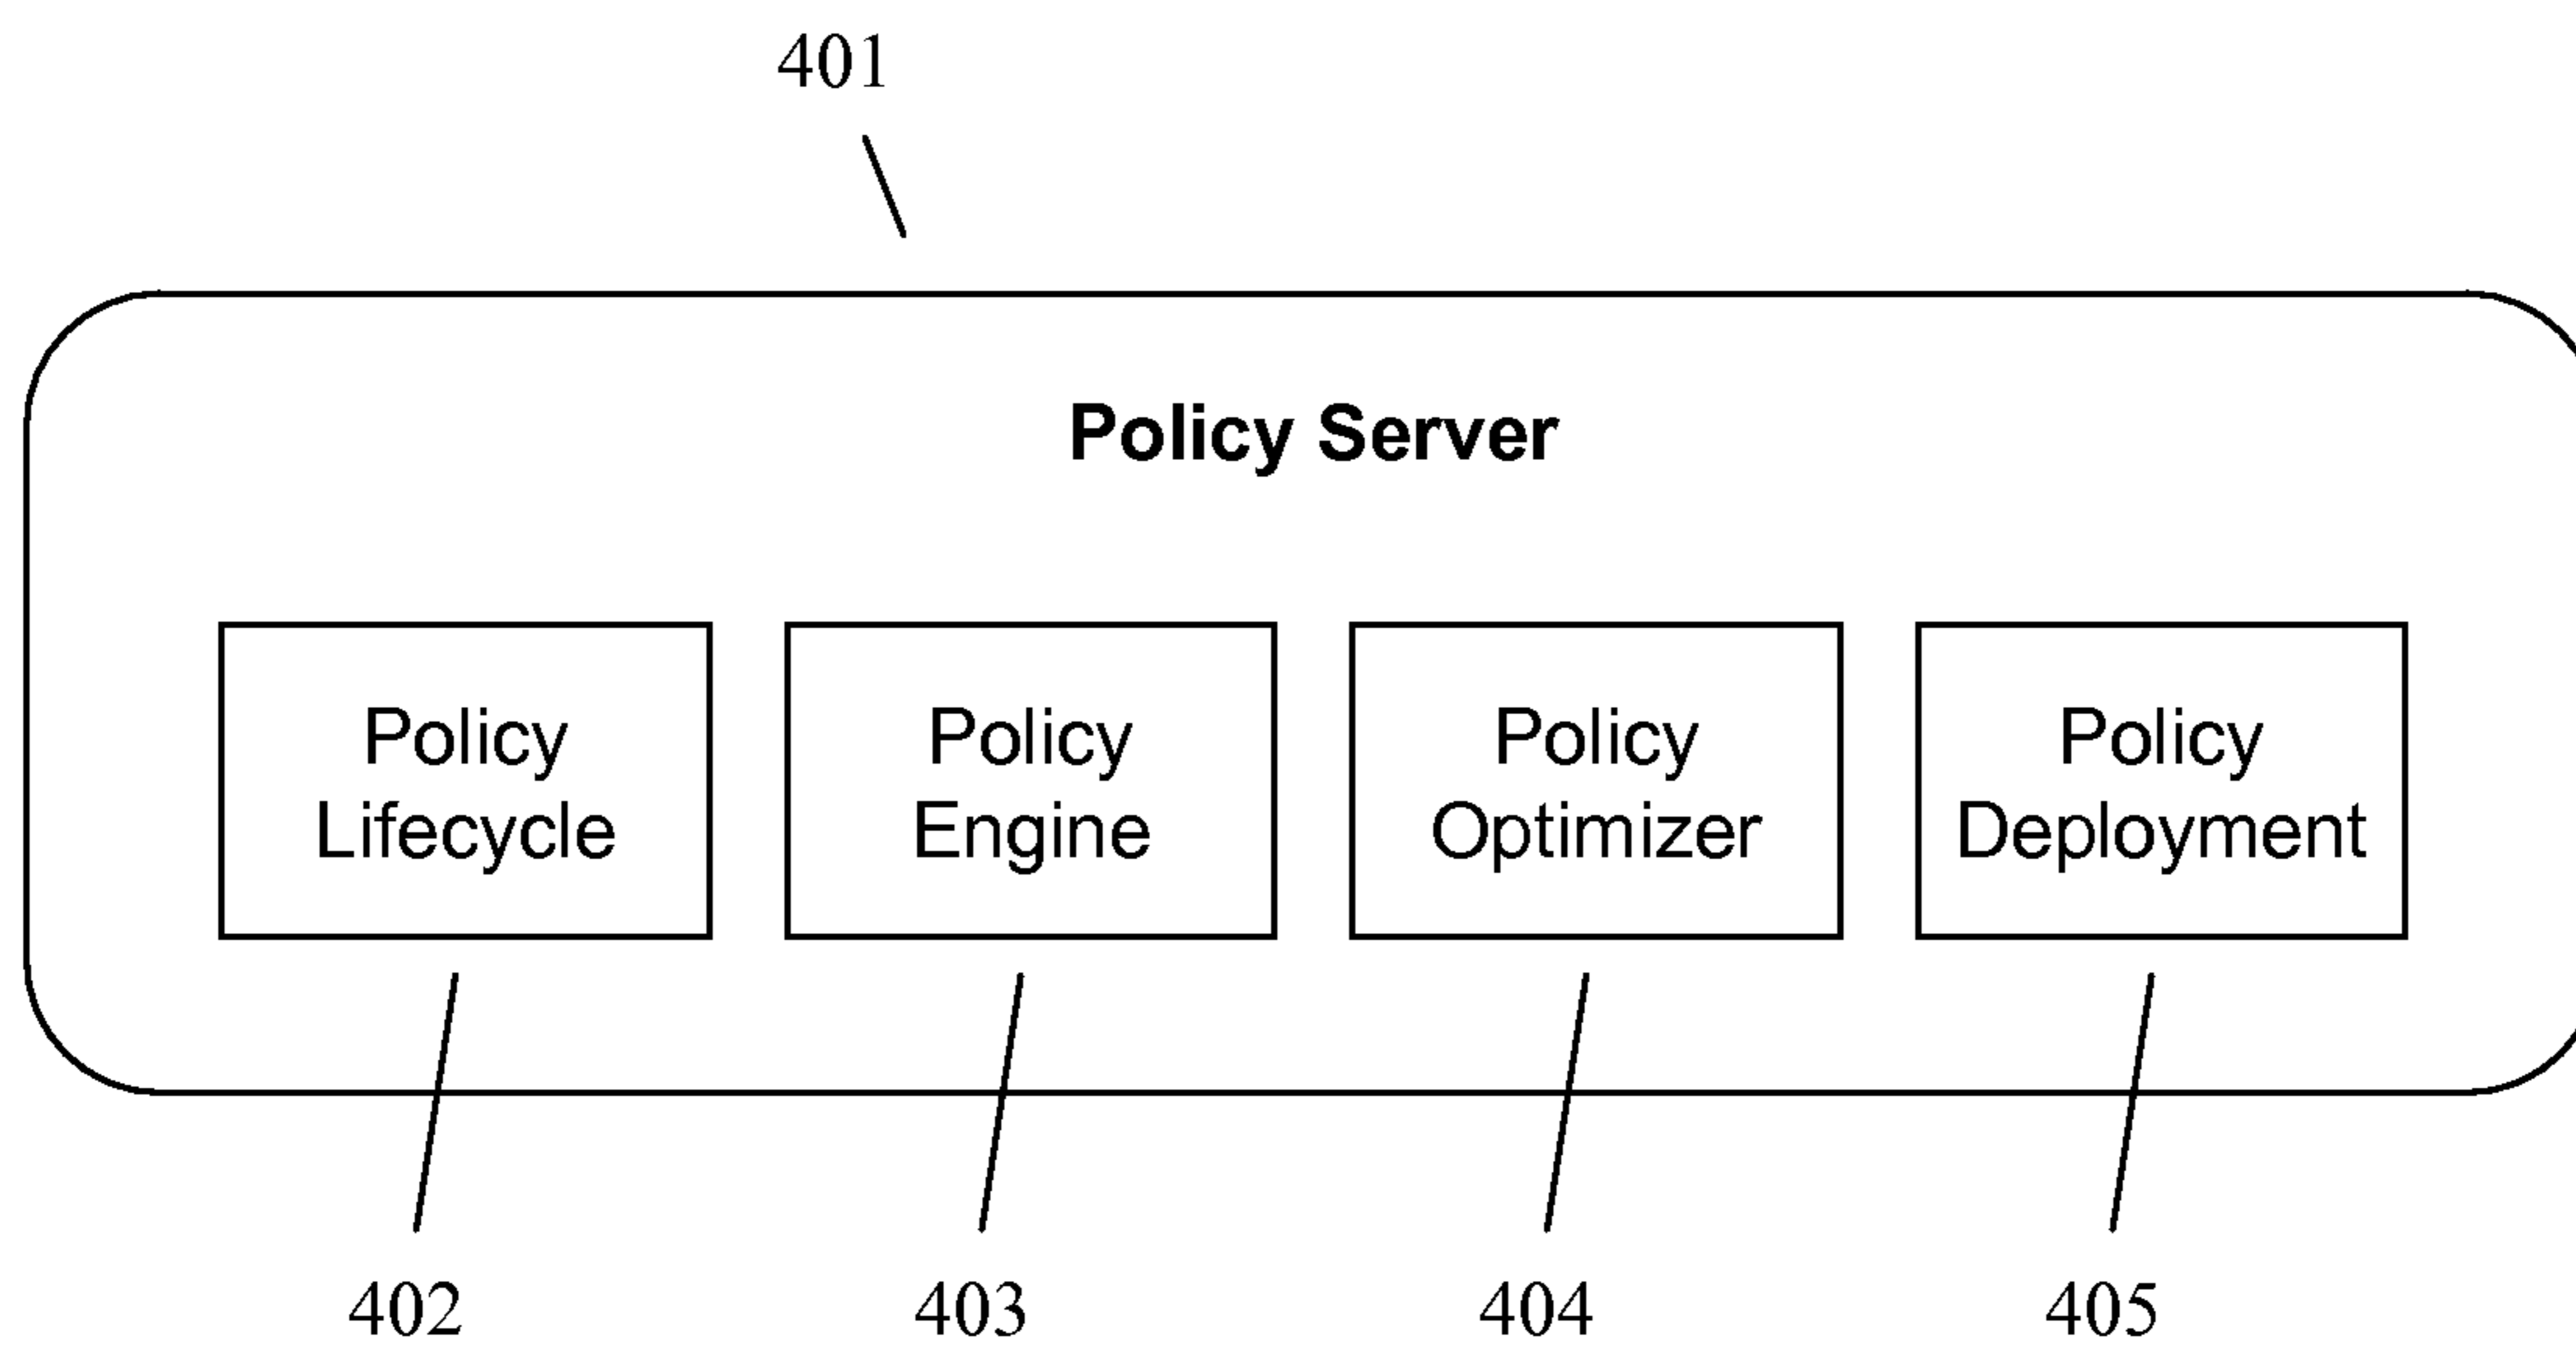 401
Policy Server
Policy
Lifecycle
Policy
Engine
Policy
Optimizer
Policy
Deployment
402
403
404
405